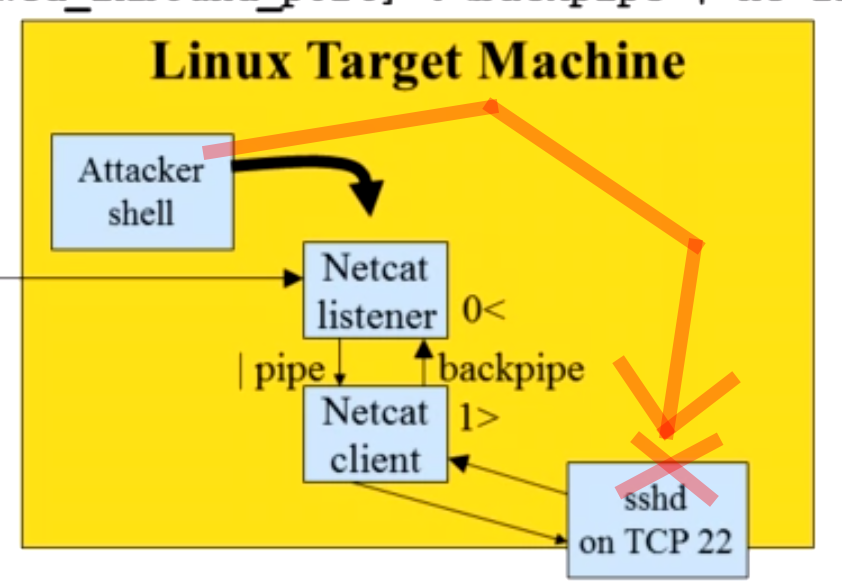 Linux Target Machine
Attacker
shell
Netcat
listener
0<
| pipe
backpipe
Netcat
client
1>
sshd
on TCP 22